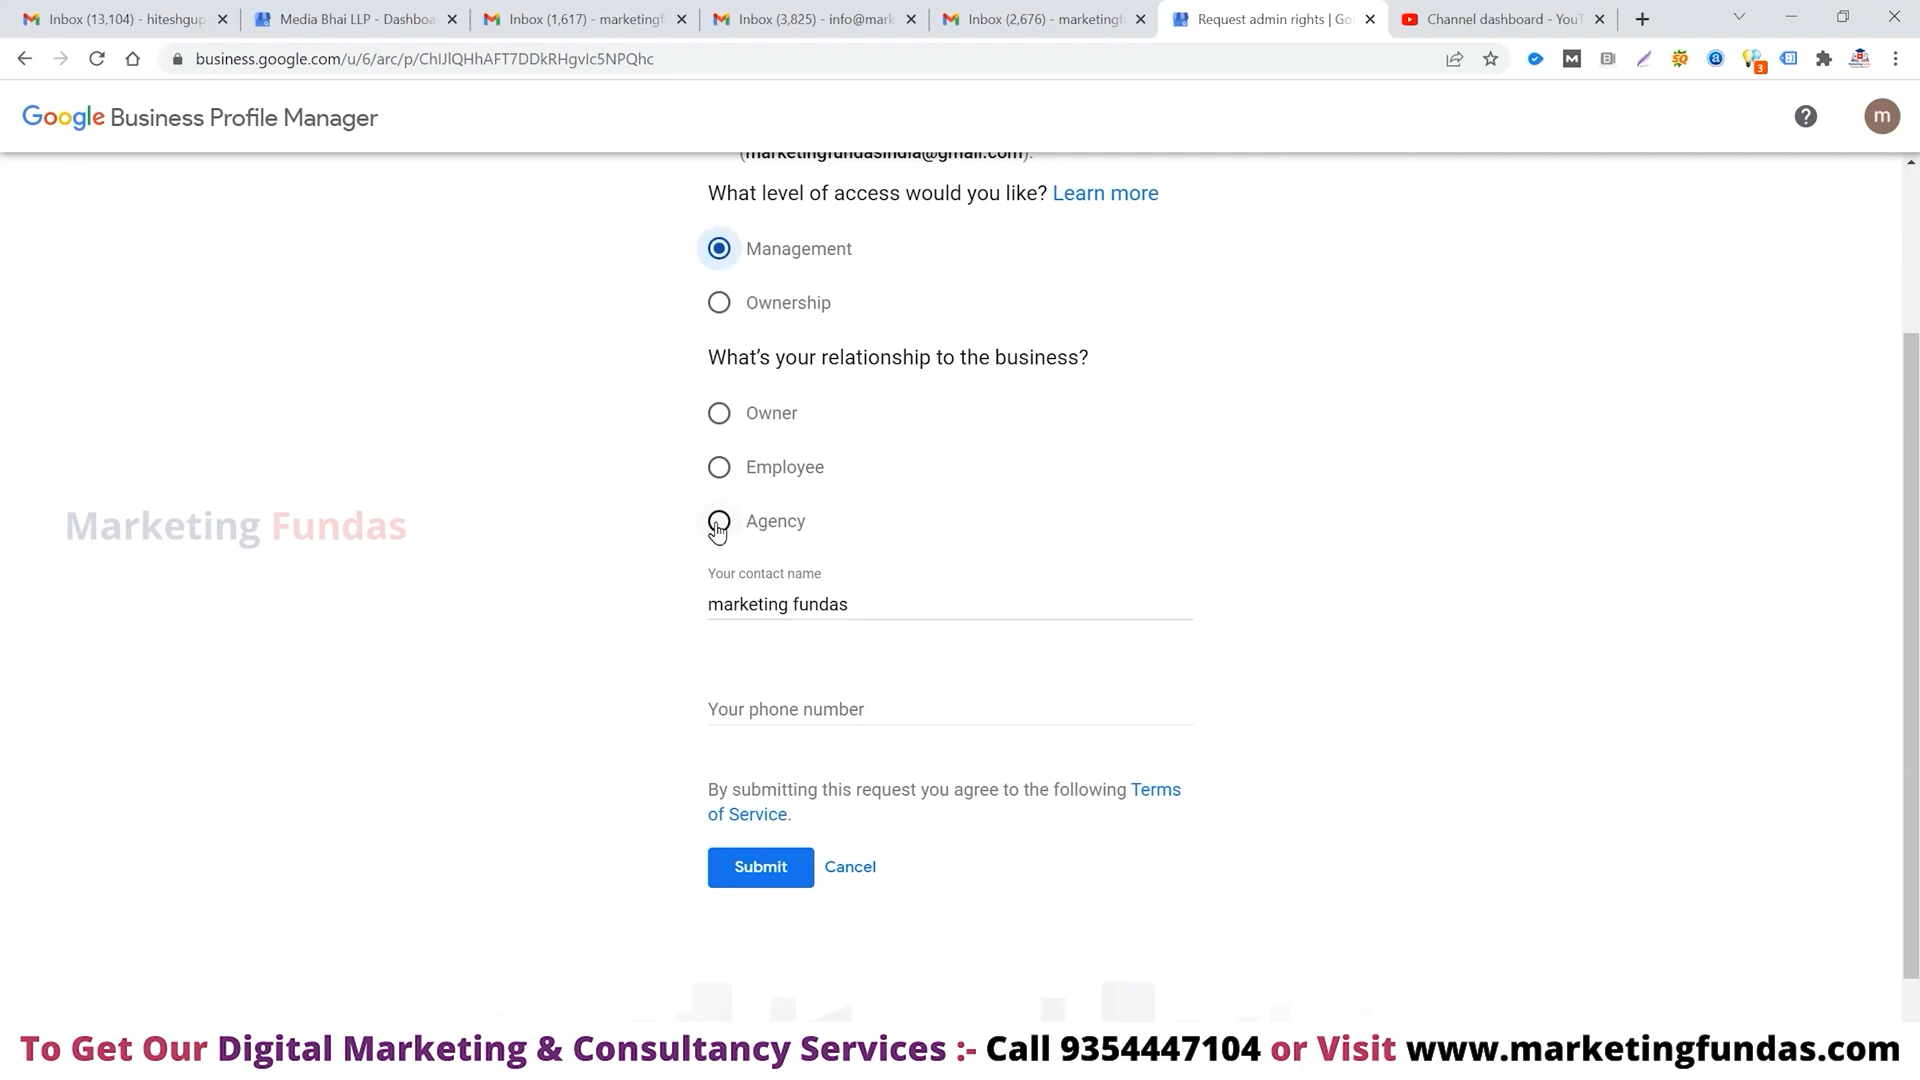 Inbox (13,104) - hiteshgup
Media Bhai LLP - Dashboa
Inbox (1,617) - marketingf
Inbox (3,825) - info@mark
Inbox (2,676) - marketingf
Request admin rights | Go
Channel dashboard - YouT
business.google.com/u/6/arc/p/ChIJlQHhAFT7DDkRHgvIc5NPQhc
3
Google Business Profile Manager
m
(marketingfundasindia@gmail.com).
What level of access would you like? Learn more
Management
Ownership
What's your relationship to the business?
Owner
Employee
Agency
Marketing Fundas
Your contact name
marketing fundas
Your phone number
By submitting this request you agree to the following Terms
of Service.
Submit
Cancel
To Get Our Digital Marketing & Consultancy Services :- Call 9354447104 or Visit www.marketingfundas.com